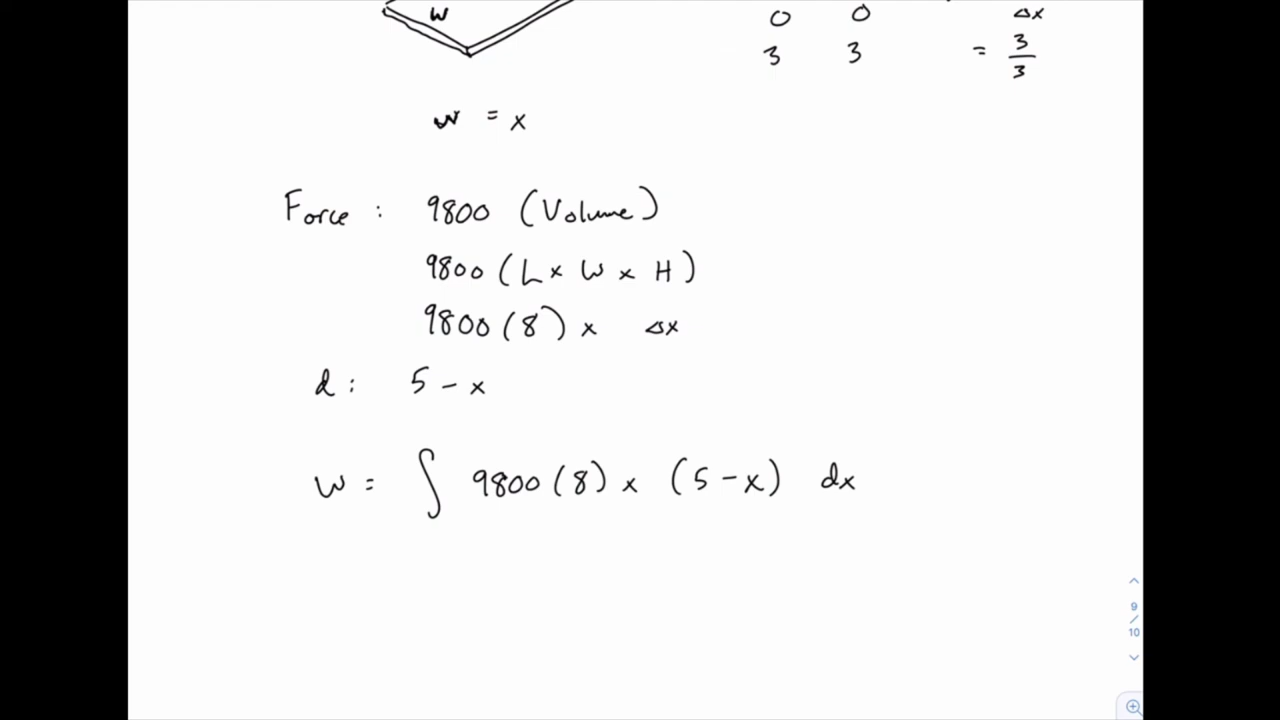 W
0 0 Δx
3 3 = 3/3
W = x
Force : 9800 (Volume)
9800 (L x W x H)
9800 (8) x Δx
d : 5 - x
W = ∫ 9800 (8) x (5 - x) dx
9
/
10